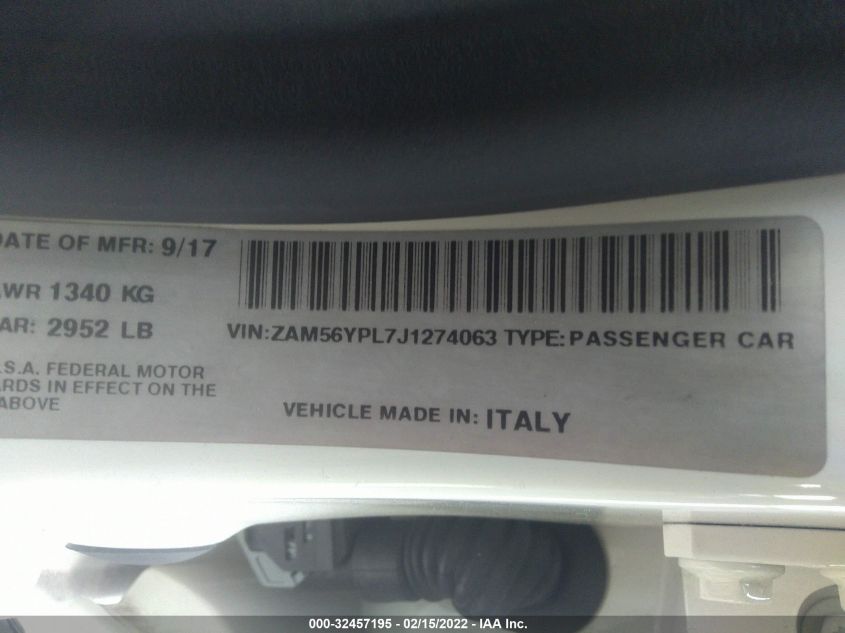 DATE OF MFR: 9/17
AWR 1340 KG
AR: 2952 LB
VIN:ZAM56YPL7J1274063 TYPE:PASSENGER CAR
.S.A. FEDERAL MOTOR
ARDS IN EFFECT ON THE
ABOVE
VEHICLE MADE IN: ITALY
000-32457195 - 02/15/2022 - IAA Inc.